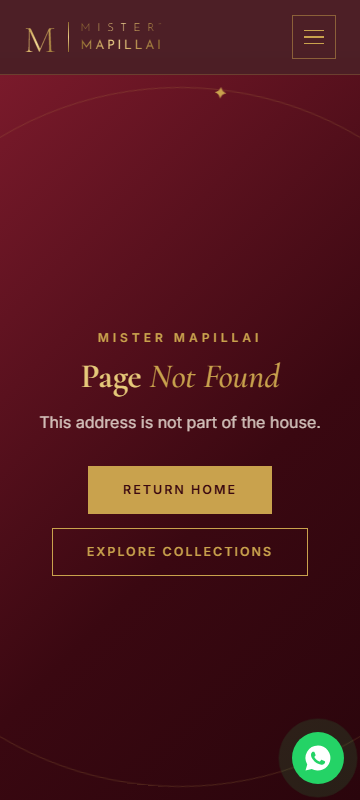 M
MISTER
MAPILLAI
MISTER MAPILLAI
Page Not Found
This address is not part of the house.
RETURN HOME
EXPLORE COLLECTIONS